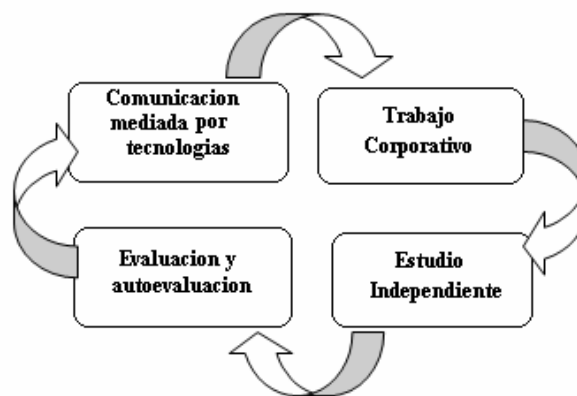 Comunicacion
mediada por
tecnologias
Trabajo
Corporativo
Evaluacion y
autoevaluacion
Estudio
Independiente